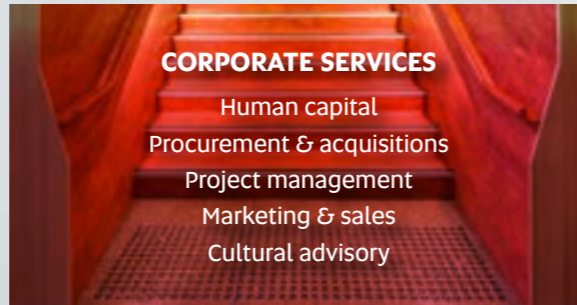 CORPORATE SERVICES
Human capital
Procurement & acquisitions
Project management
Marketing & sales
Cultural advisory